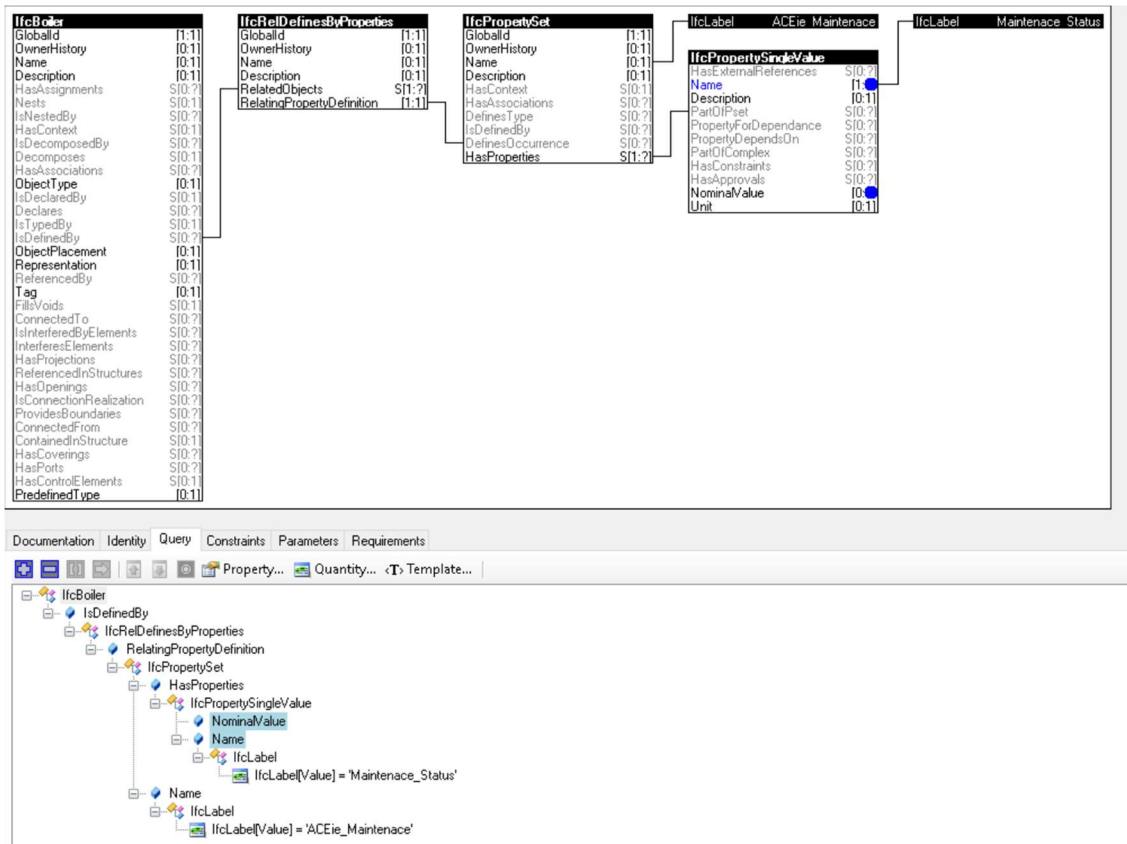 IfcBoiler
GlobalId [1:1]
OwnerHistory [0:1]
Name [0:1]
Description [0:1]
HasAssignments S[0:?]
Nests S[0:1]
IsNestedBy S[0:?]
HasContext S[0:1]
IsDecomposedBy S[0:?]
Decomposes S[0:1]
HasAssociations S[0:?]
ObjectType [0:1]
IsDeclaredBy S[0:1]
Declares S[0:?]
IsTypedBy S[0:1]
IsDefinedBy S[0:?]
ObjectPlacement [0:1]
Representation [0:1]
ReferencedBy S[0:?]
Tag [0:1]
FillsVoids S[0:1]
ConnectedTo S[0:?]
IsInterferedByElements S[0:?]
InterferesElements S[0:?]
HasProjections S[0:?]
ReferencedInStructures S[0:?]
HasOpenings S[0:?]
IsConnectionRealization S[0:?]
ProvidesBoundaries S[0:?]
ConnectedFrom S[0:?]
ContainedInStructure S[0:1]
HasCoverings S[0:?]
HasPorts S[0:?]
HasControlElements S[0:1]
PredefinedType [0:1]
IfcRelDefinesByProperties
GlobalId [1:1]
OwnerHistory [0:1]
Name [0:1]
Description [0:1]
RelatedObjects S[1:?]
RelatingPropertyDefinition [1:1]
IfcPropertySet
GlobalId [1:1]
OwnerHistory [0:1]
Name [0:1]
Description [0:1]
HasContext S[0:1]
HasAssociations S[0:?]
DefinesType S[0:?]
IsDefinedBy S[0:?]
DefinesOccurrence S[0:?]
HasProperties S[1:?]
IfcLabel ACEie_Maintenace
IfcPropertySingleValue
HasExternalReferences S[0:?]
Name [1:
Description [0:1]
PartOfPset S[0:?]
PropertyForDependance S[0:?]
PropertyDependsOn S[0:?]
PartOfComplex S[0:?]
HasConstraints S[0:?]
HasApprovals S[0:?]
NominalValue [0:
Unit [0:1]
IfcLabel Maintenace_Status
Documentation Identity Query Constraints Parameters Requirements
Property... Quantity... <T> Template...
IfcBoiler
IsDefinedBy
IfcRelDefinesByProperties
RelatingPropertyDefinition
IfcPropertySet
HasProperties
IfcPropertySingleValue
NominalValue
Name
IfcLabel
IfcLabel[Value] = 'Maintenace_Status'
Name
IfcLabel
IfcLabel[Value] = 'ACEie_Maintenace'